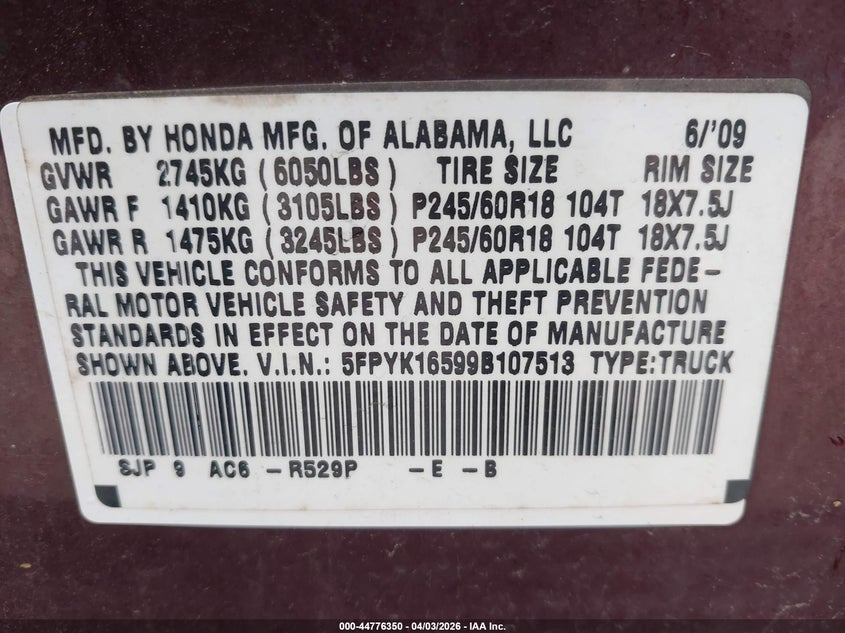 MFD. BY HONDA MFG. OF ALABAMA, LLC 6/'09
GVWR 2745KG (6050LBS) TIRE SIZE RIM SIZE
GAWR F 1410KG (3105LBS) P245/60R18 104T 18X7.5J
GAWR R 1475KG (3245LBS) P245/60R18 104T 18X7.5J
THIS VEHICLE CONFORMS TO ALL APPLICABLE FEDE-
RAL MOTOR VEHICLE SAFETY AND THEFT PREVENTION
STANDARDS IN EFFECT ON THE DATE OF MANUFACTURE
SHOWN ABOVE. V.I.N.: 5FPYK16599B107513 TYPE:TRUCK
SJP 9 AC6 -R529P -E -B
000-44776350 - 04/03/2026 - IAA Inc.